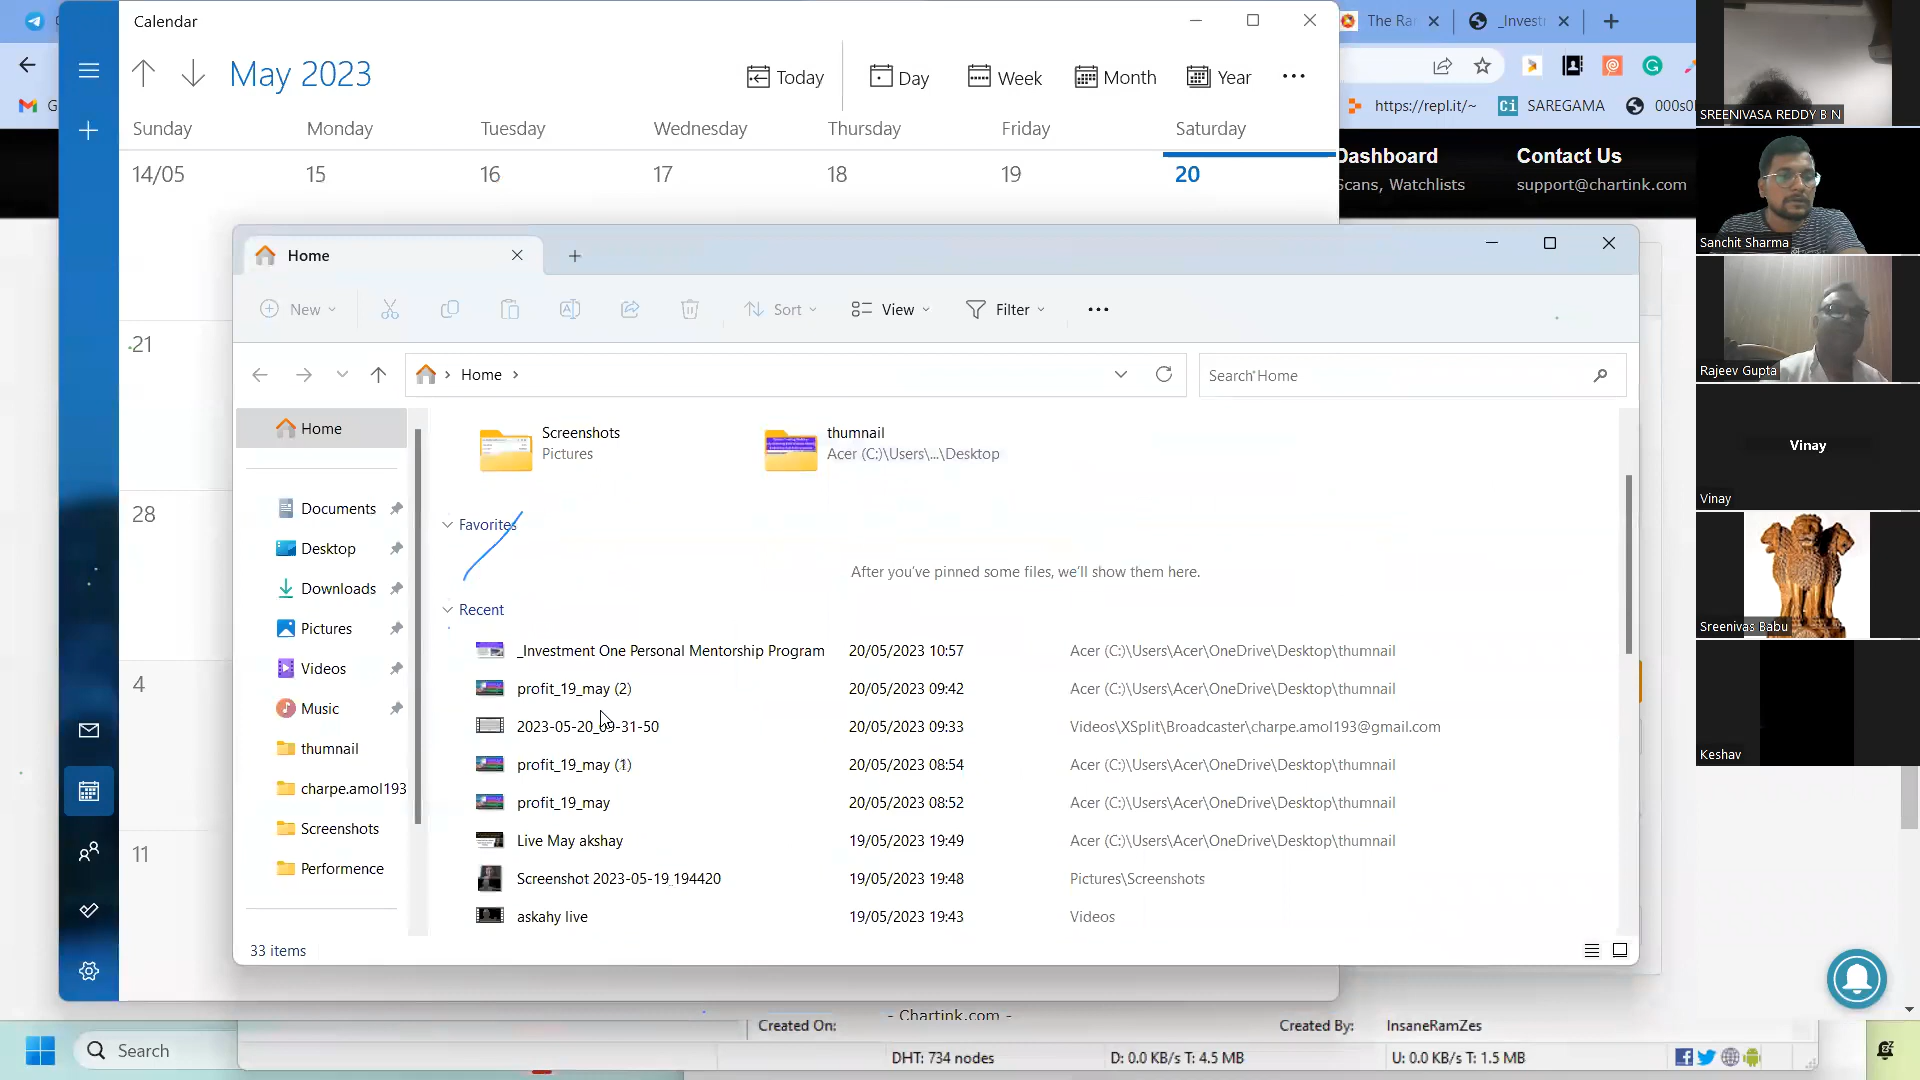 Calendar
May 2023
Today
Day
Week
Month
Year
Sunday
Monday
Tuesday
Wednesday
Thursday
Friday
Saturday
14/05
15
16
17
18
19
20
21
28
4
11
The Ra
_Invest
G
https://repl.it/~
Ci SAREGAMA
000s0
Dashboard
Scans, Watchlists
Contact Us
support@chartink.com
Home
New
Sort
View
Filter
Home
Search Home
Home
Documents
Desktop
Downloads
Pictures
Videos
Music
thumnail
charpe.amol193
Screenshots
Performence
Screenshots
Pictures
thumnail
Acer (C:)\Users\...\Desktop
Favorites
After you've pinned some files, we'll show them here.
Recent
_Investment One Personal Mentorship Program 20/05/2023 10:57 Acer (C:)\Users\Acer\OneDrive\Desktop\thumnail
profit_19_may (2) 20/05/2023 09:42 Acer (C:)\Users\Acer\OneDrive\Desktop\thumnail
2023-05-20_09-31-50 20/05/2023 09:33 Videos\XSplit\Broadcaster\charpe.amol193@gmail.com
profit_19_may (1) 20/05/2023 08:54 Acer (C:)\Users\Acer\OneDrive\Desktop\thumnail
profit_19_may 20/05/2023 08:52 Acer (C:)\Users\Acer\OneDrive\Desktop\thumnail
Live May akshay 19/05/2023 19:49 Acer (C:)\Users\Acer\OneDrive\Desktop\thumnail
Screenshot 2023-05-19_194420 19/05/2023 19:48 Pictures\Screenshots
askahy live 19/05/2023 19:43 Videos
33 items
SREENIVASA REDDY B N
Sanchit Sharma
Rajeev Gupta
Vinay
Vinay
Sreenivas Babu
Keshav
- Chartink.com -
Created On:
Created By: InsaneRamZes
DHT: 734 nodes
D: 0.0 KB/s T: 4.5 MB
U: 0.0 KB/s T: 1.5 MB
Search